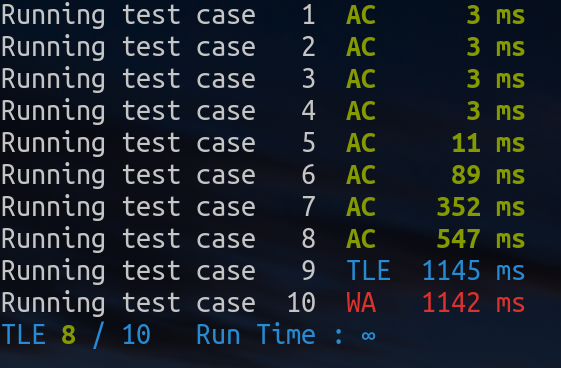 Running test case 1 AC 3 ms
Running test case 2 AC 3 ms
Running test case 3 AC 3 ms
Running test case 4 AC 3 ms
Running test case 5 AC 11 ms
Running test case 6 AC 89 ms
Running test case 7 AC 352 ms
Running test case 8 AC 547 ms
Running test case 9 TLE 1145 ms
Running test case 10 WA 1142 ms
TLE 8 / 10 Run Time : ∞